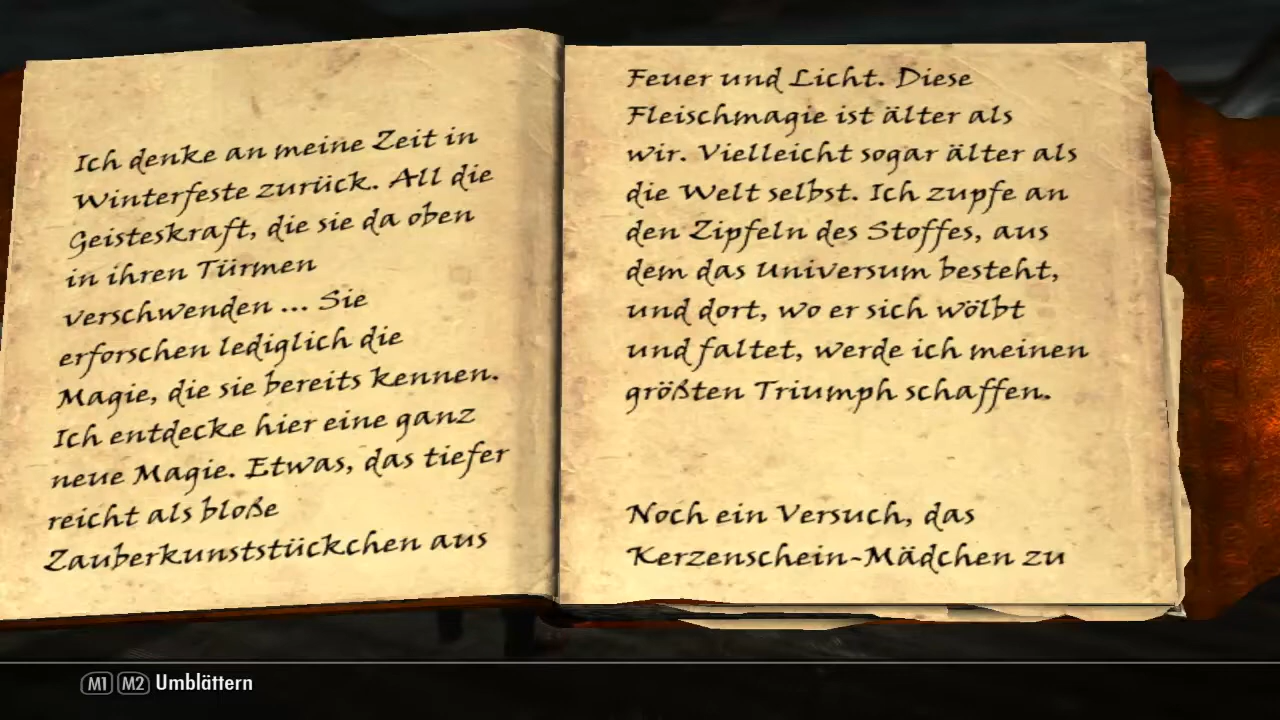 Ich denke an meine Zeit in
Winterfeste zurück. All die
Geisteskraft, die sie da oben
in ihren Türmen
verschwenden ... Sie
erforschen lediglich die
Magie, die sie bereits kennen.
Ich entdecke hier eine ganz
neue Magie. Etwas, das tiefer
reicht als bloße
Zauberkunststückchen aus
Feuer und Licht. Diese
Fleischmagie ist älter als
wir. Vielleicht sogar älter als
die Welt selbst. Ich zupfe an
den Zipfeln des Stoffes, aus
dem das Universum besteht,
und dort, wo er sich wölbt
und faltet, werde ich meinen
größten Triumph schaffen.
Noch ein Versuch, das
Kerzenschein-Mädchen zu
M1 M2 Umblättern